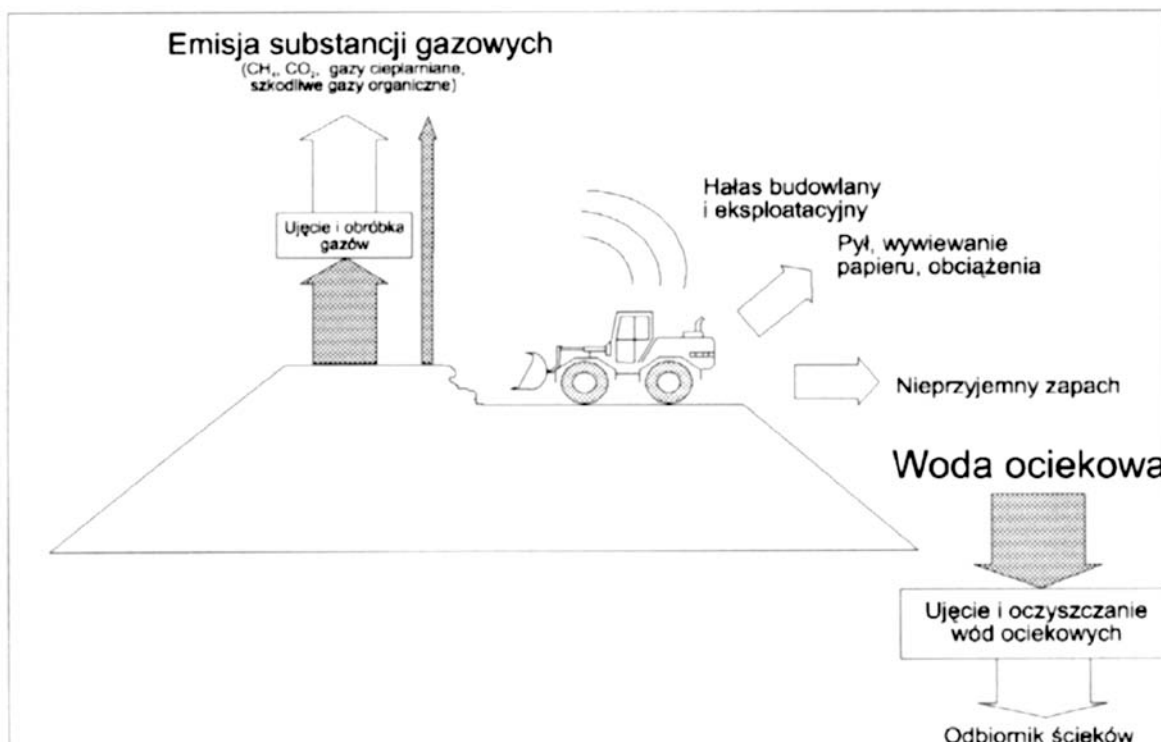 Emisja substancji gazowych
(CH₄, CO₂, gazy cieplarniane,
szkodliwe gazy organiczne)
Ujęcie i obróbka
gazów
Hałas budowlany
i eksploatacyjny
Pył, wywiewanie
papieru, obciążenia
Nieprzyjemny zapach
Woda ociekowa
Ujęcie i oczyszczanie
wód ociekowych
Odbiornik ścieków